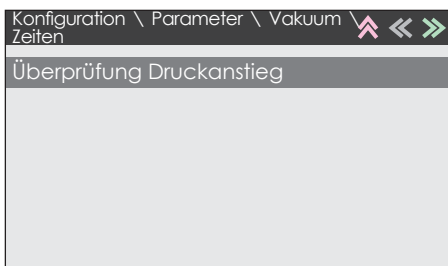 Konfiguration \ Parameter \ Vakuum \
Zeiten
Überprüfung Druckanstieg